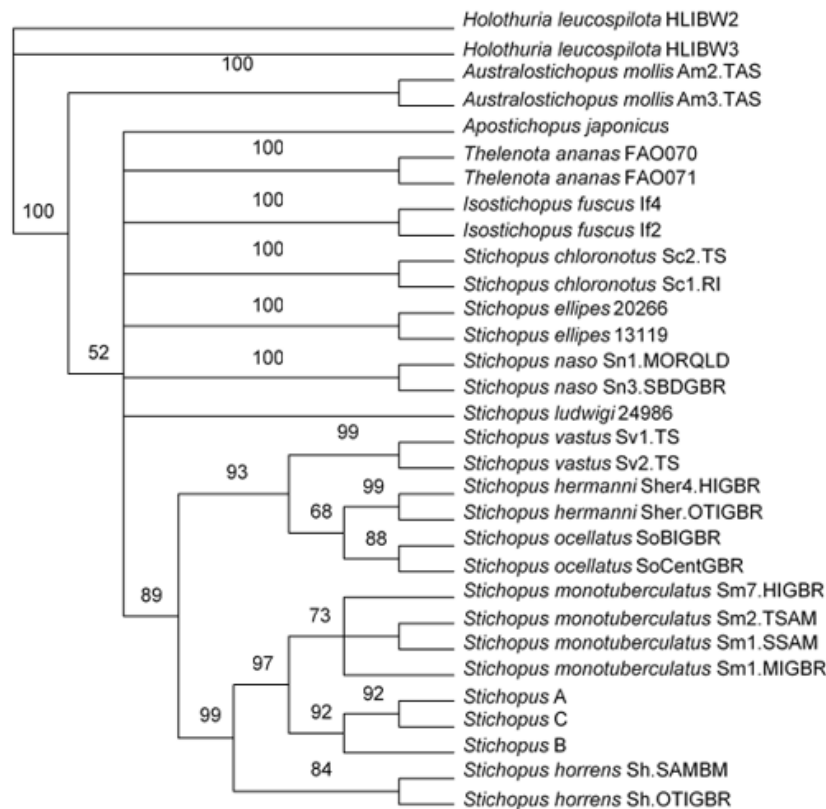 Holothuria leucospilota HLIBW2
Holothuria leucospilota HLIBW3
100
Australostichopus mollis Am2.TAS
Australostichopus mollis Am3.TAS
Apostichopus japonicus
100
Thelenota ananas FAO070
Thelenota ananas FAO071
100
Isostichopus fuscus If4
100
Isostichopus fuscus If2
100
Stichopus chloronotus Sc2.TS
Stichopus chloronotus Sc1.RI
100
Stichopus ellipes 20266
Stichopus ellipes 13119
52
100
Stichopus naso Sn1.MORQLD
Stichopus naso Sn3.SBDGBR
Stichopus ludwigi 24986
99
Stichopus vastus Sv1.TS
Stichopus vastus Sv2.TS
93
99
Stichopus hermanni Sher4.HIGBR
68
Stichopus hermanni Sher.OTIGBR
88
Stichopus ocellatus SoBIGBR
Stichopus ocellatus SoCentGBR
89
Stichopus monotuberculatus Sm7.HIGBR
73
Stichopus monotuberculatus Sm2.TSAM
Stichopus monotuberculatus Sm1.SSAM
97
Stichopus monotuberculatus Sm1.MIGBR
92
Stichopus A
99
92
Stichopus C
Stichopus B
84
Stichopus horrens Sh.SAMBM
Stichopus horrens Sh.OTIGBR